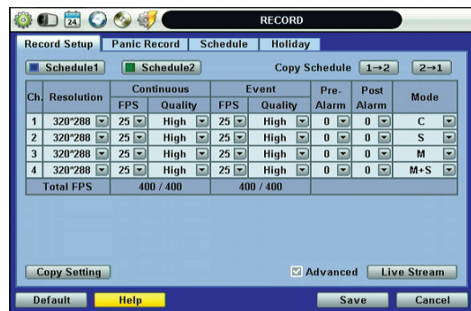 24
RECORD
Record Setup Panic Record Schedule Holiday
Schedule1 Schedule2 Copy Schedule 1→2 2→1
Ch. Resolution Continuous Event Pre-Alarm Post Alarm Mode
FPS Quality FPS Quality
1 320*288 25 High 25 High 0 0 C
2 320*288 25 High 25 High 0 0 S
3 320*288 25 High 25 High 0 0 M
4 320*288 25 High 25 High 0 0 M+S
Total FPS 400 / 400 400 / 400
Copy Setting Advanced Live Stream
Default Help Save Cancel